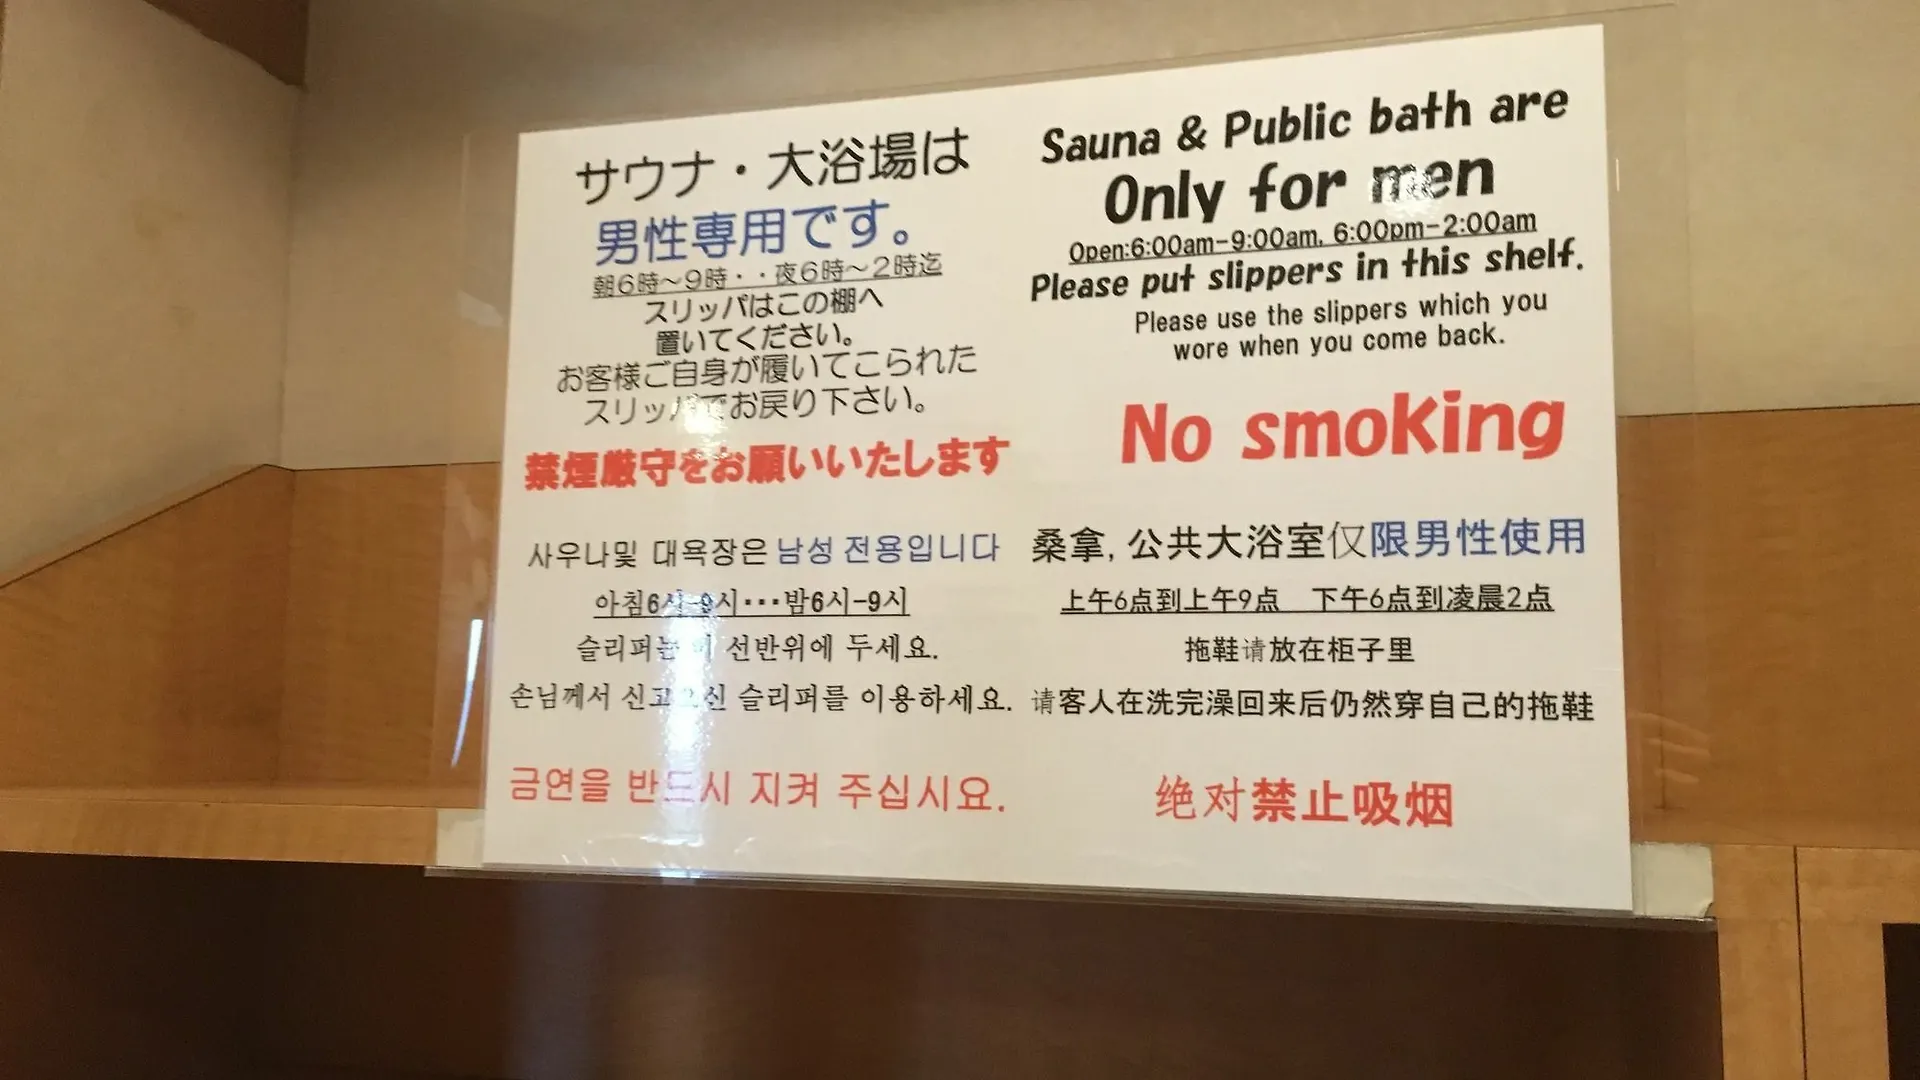 サウナ・大浴場は
男性専用です。
朝6時～9時・・夜6時～2時迄
スリッパはこの棚へ
置いてください。
お客様ご自身が履いてこられた
スリッパでお戻り下さい。
禁煙厳守をお願いいたします
Sauna & Public bath are
Only for men
Open:6:00am-9:00am, 6:00pm-2:00am
Please put slippers in this shelf.
Please use the slippers which you
wore when you come back.
No smoking
사우나및 대욕장은 남성 전용입니다
아침6시-9시･･･밤6시-9시
슬리퍼는 선반위에 두세요.
손님께서 슬리퍼를 이용하세요.
금연을 반드시 지켜 주십시요.
桑拿, 公共大浴室仅限男性使用
上午6点到上午9点 下午6点到凌晨2点
拖鞋请放在柜子里
请客人在洗完澡回来后仍然穿自己的拖鞋
绝对禁止吸烟